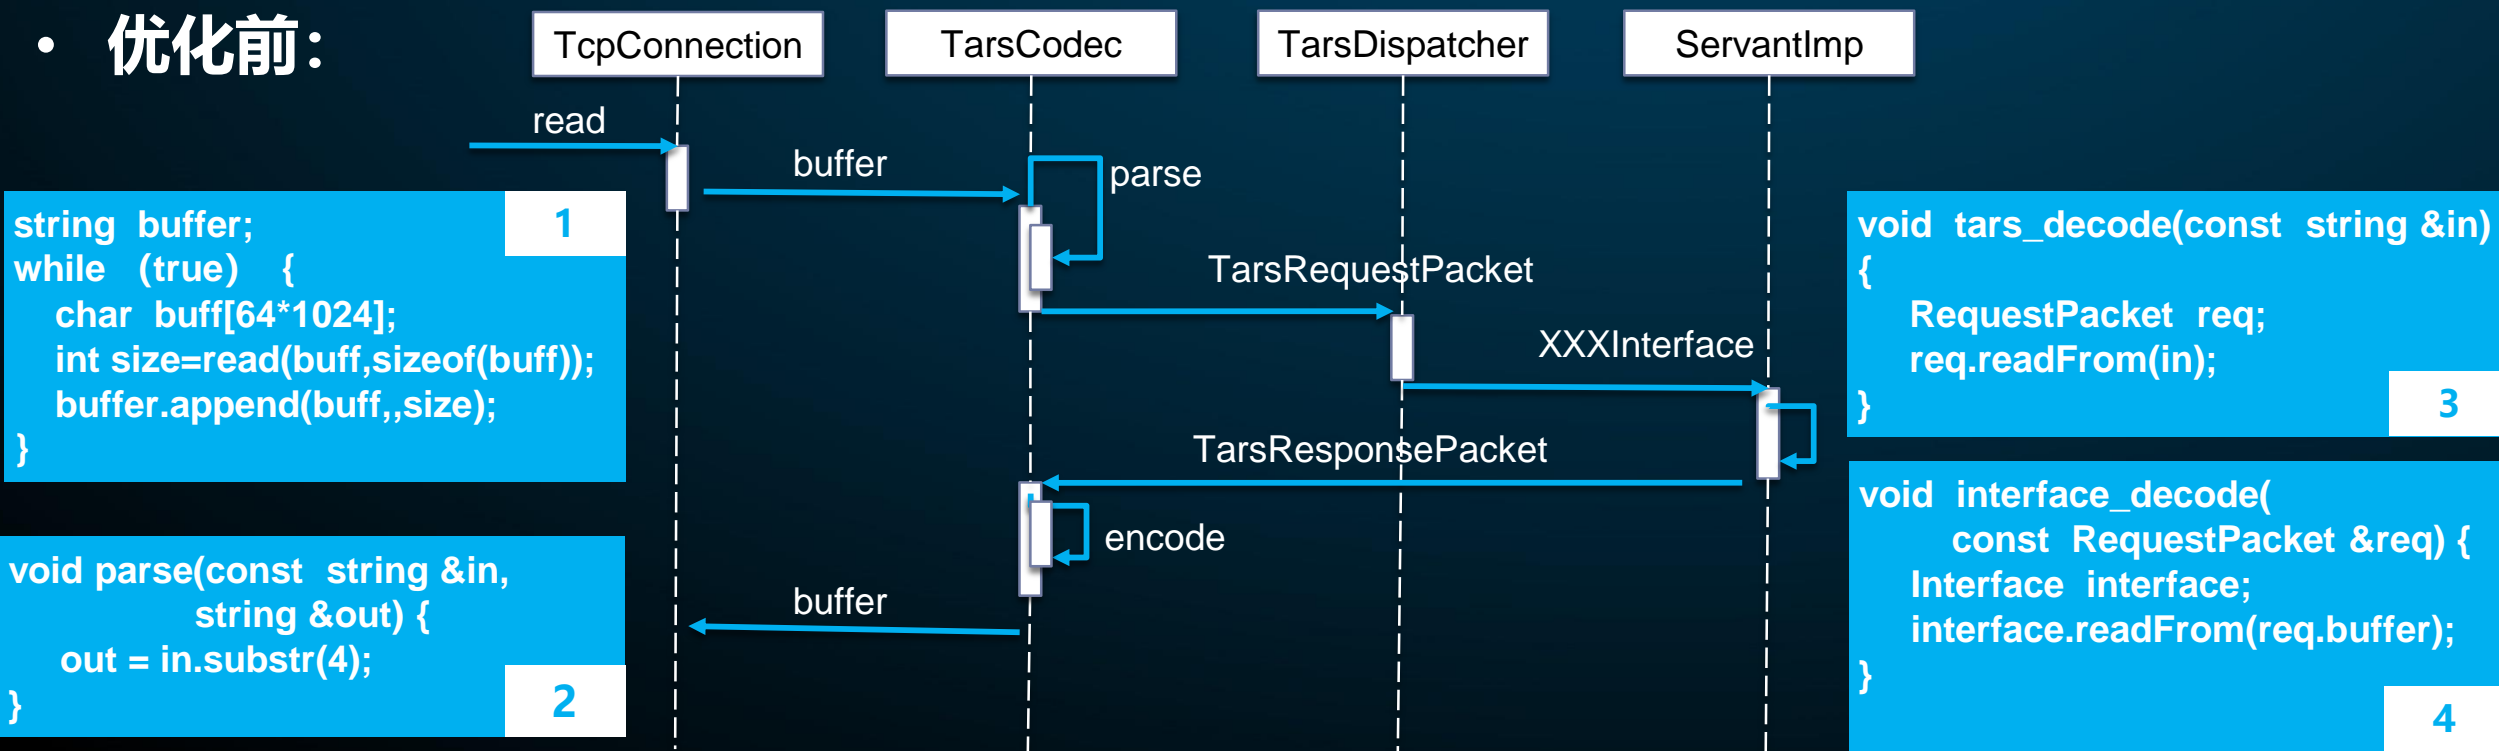 • 优化前：
TcpConnection
TarsCodec
TarsDispatcher
ServantImp
read
buffer
parse
TarsRequestPacket
XXXInterface
TarsResponsePacket
encode
buffer
1
string buffer;
while (true) {
char buff[64*1024];
int size=read(buff,sizeof(buff));
buffer.append(buff,,size);
}
void parse(const string &in,
string &out) {
out = in.substr(4);
}
2
void tars_decode(const string &in)
{
RequestPacket req;
req.readFrom(in);
}
3
void interface_decode(
const RequestPacket &req) {
Interface interface;
interface.readFrom(req.buffer);
}
4